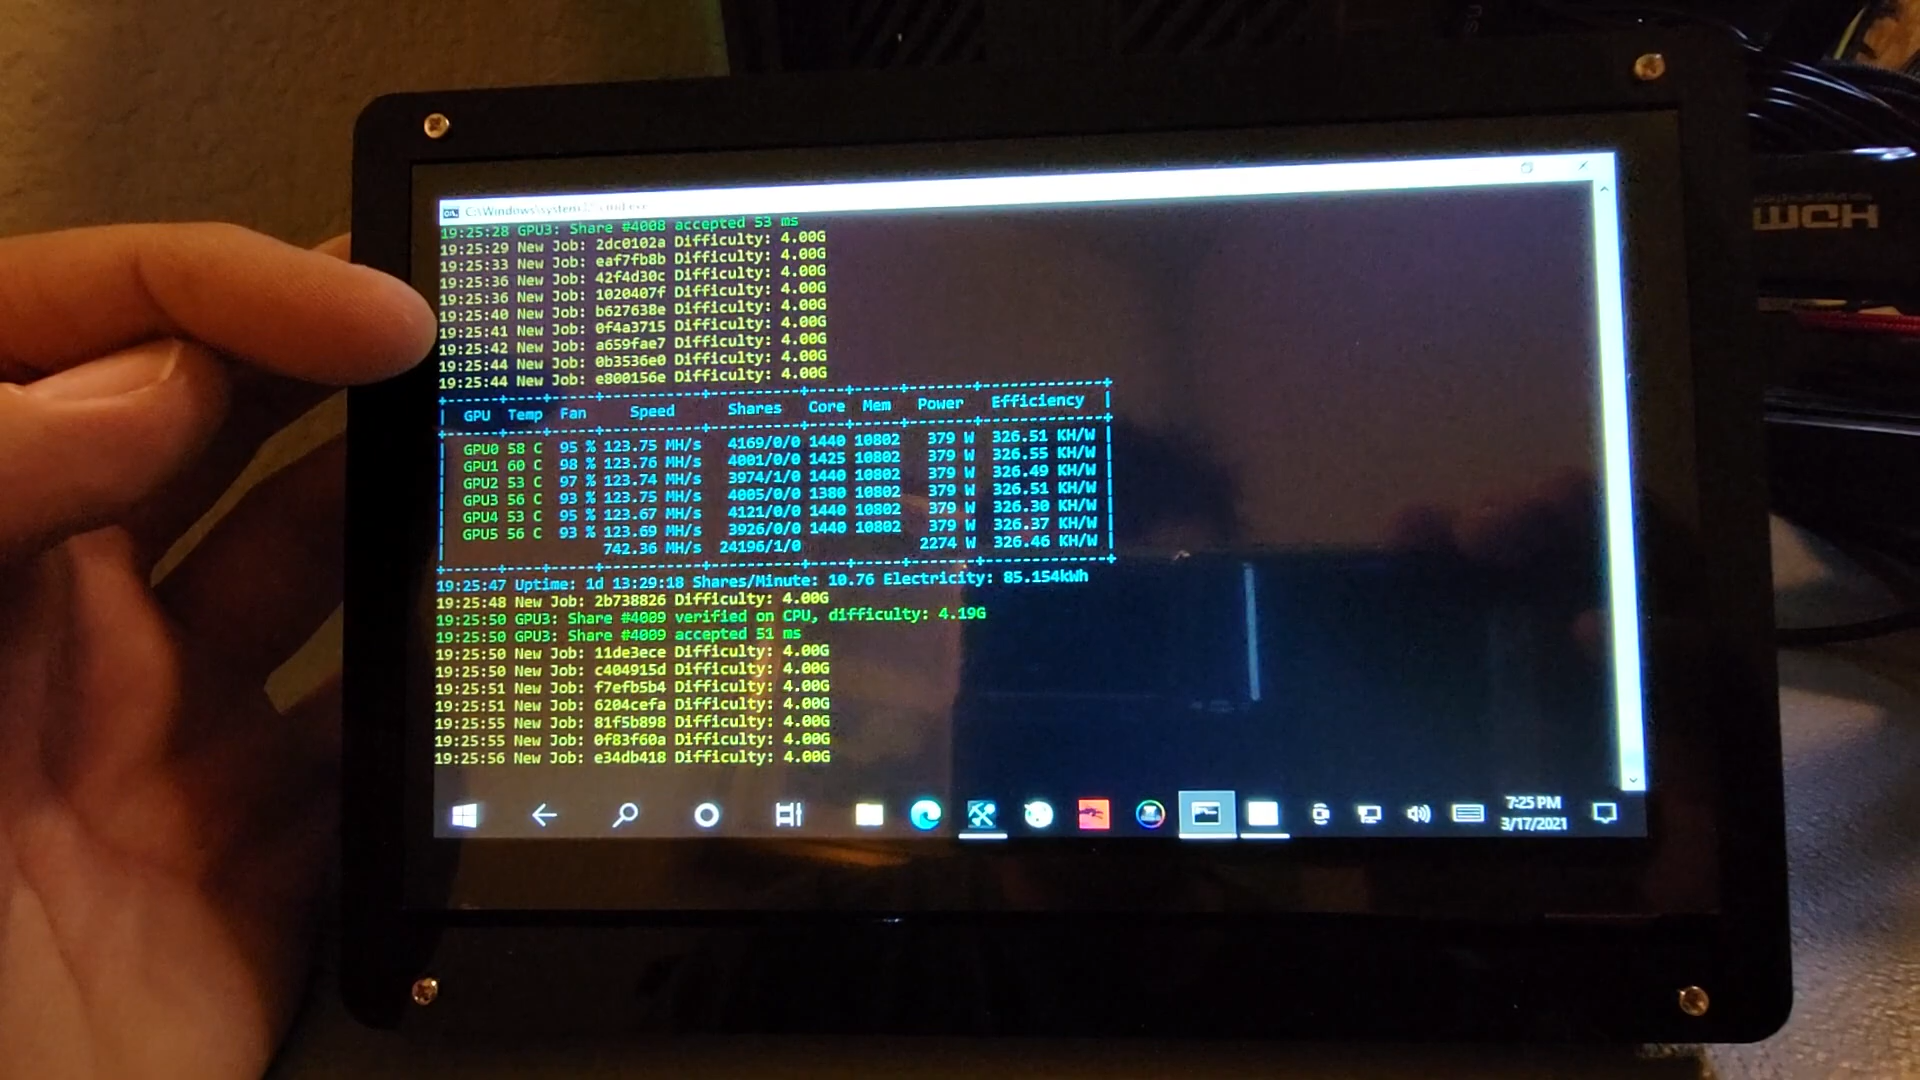 C:\Windows\system32\cmd.exe
19:25:28 GPU3: Share #4008 accepted 53 ms
19:25:29 New Job: 2dc0102a Difficulty: 4.00G
19:25:33 New Job: eaf7fb8b Difficulty: 4.00G
19:25:36 New Job: 42f4d30c Difficulty: 4.00G
19:25:36 New Job: 1020407f Difficulty: 4.00G
19:25:40 New Job: b627638e Difficulty: 4.00G
19:25:41 New Job: 0f4a3715 Difficulty: 4.00G
19:25:42 New Job: a659fae7 Difficulty: 4.00G
19:25:44 New Job: 0b3536e0 Difficulty: 4.00G
19:25:44 New Job: e800156e Difficulty: 4.00G
GPU Temp Fan Speed Shares Core Mem Power Efficiency
GPU0 58 C 95 % 123.75 MH/s 4169/0/0 1440 10802 379 W 326.51 KH/W
GPU1 60 C 98 % 123.76 MH/s 4001/0/0 1425 10802 379 W 326.55 KH/W
GPU2 53 C 97 % 123.74 MH/s 3974/1/0 1440 10802 379 W 326.49 KH/W
GPU3 56 C 93 % 123.75 MH/s 4005/0/0 1380 10802 379 W 326.51 KH/W
GPU4 53 C 95 % 123.67 MH/s 4121/0/0 1440 10802 379 W 326.30 KH/W
GPU5 56 C 93 % 123.69 MH/s 3926/0/0 1440 10802 379 W 326.37 KH/W
742.36 MH/s 24196/1/0 2274 W 326.46 KH/W
19:25:47 Uptime: 1d 13:29:18 Shares/Minute: 10.76 Electricity: 85.154kWh
19:25:48 New Job: 2b738826 Difficulty: 4.00G
19:25:50 GPU3: Share #4009 verified on CPU, difficulty: 4.19G
19:25:50 GPU3: Share #4009 accepted 51 ms
19:25:50 New Job: 11de3ece Difficulty: 4.00G
19:25:50 New Job: c404915d Difficulty: 4.00G
19:25:51 New Job: f7efb5b4 Difficulty: 4.00G
19:25:51 New Job: 6204cefa Difficulty: 4.00G
19:25:55 New Job: 81f5b898 Difficulty: 4.00G
19:25:55 New Job: 0f83f60a Difficulty: 4.00G
19:25:56 New Job: e34db418 Difficulty: 4.00G
7:25 PM
3/17/2021